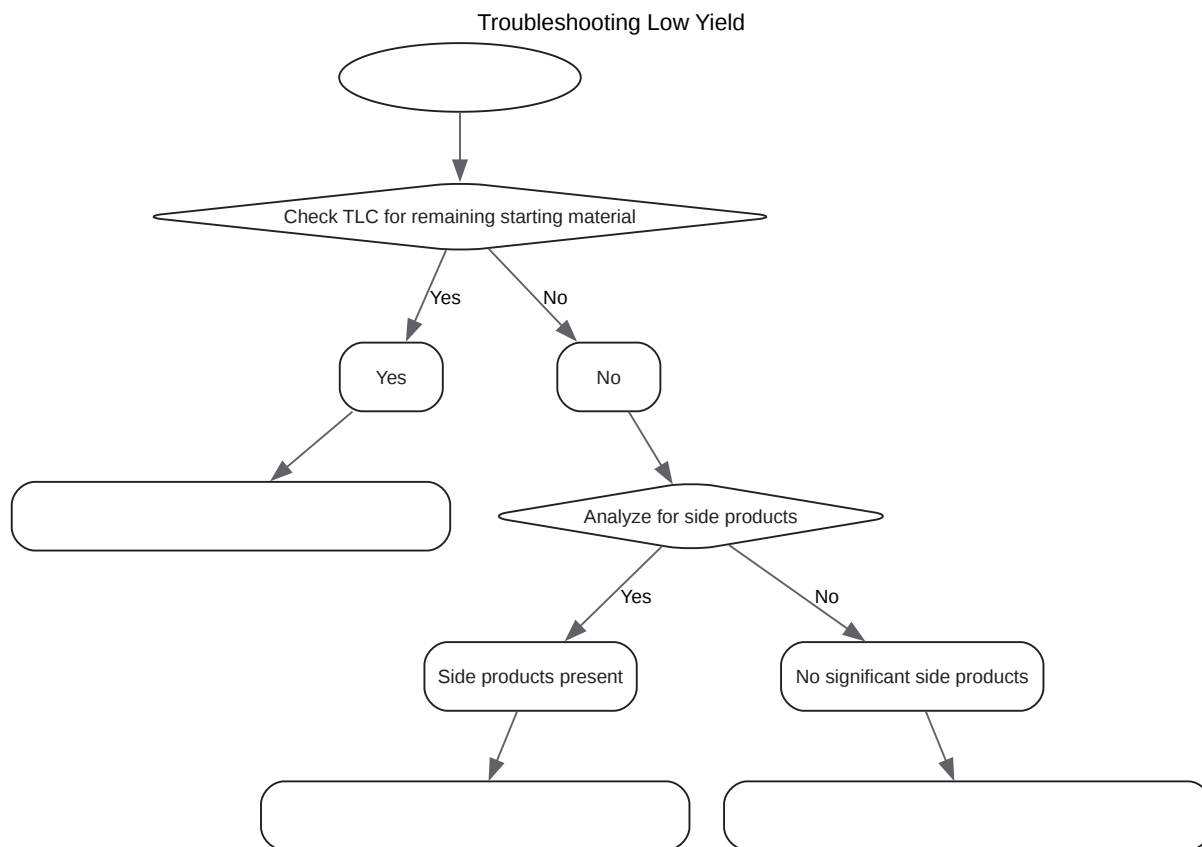 Troubleshooting Low Yield
Check TLC for remaining starting material
Yes
No
Yes
No
Analyze for side products
Yes
No
Side products present
No significant side products